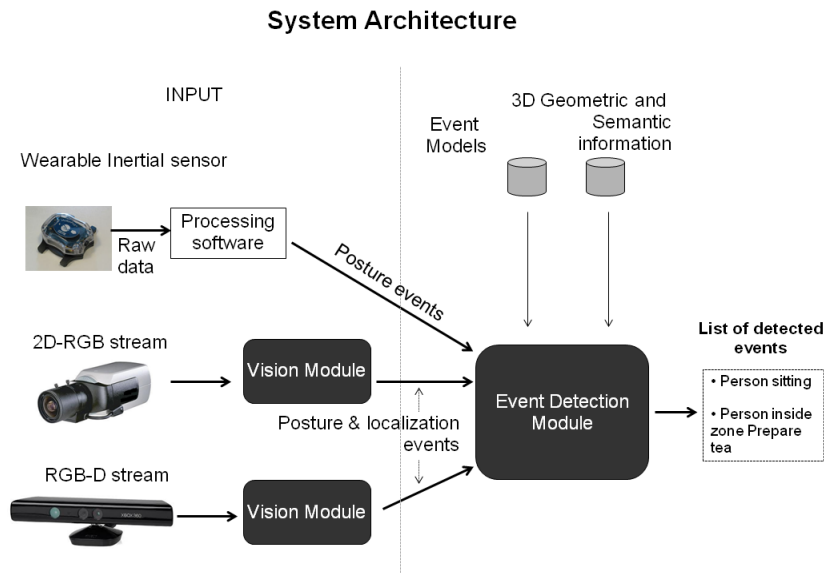 System Architecture
INPUT
Wearable Inertial sensor
Raw
data
Processing
software
Posture events
Event
Models
3D Geometric and
Semantic
information
2D-RGB stream
Vision Module
Posture & localization
events
RGB-D stream
XBOX 360
Vision Module
Event Detection
Module
List of detected
events
• Person sitting
• Person inside
zone Prepare
tea